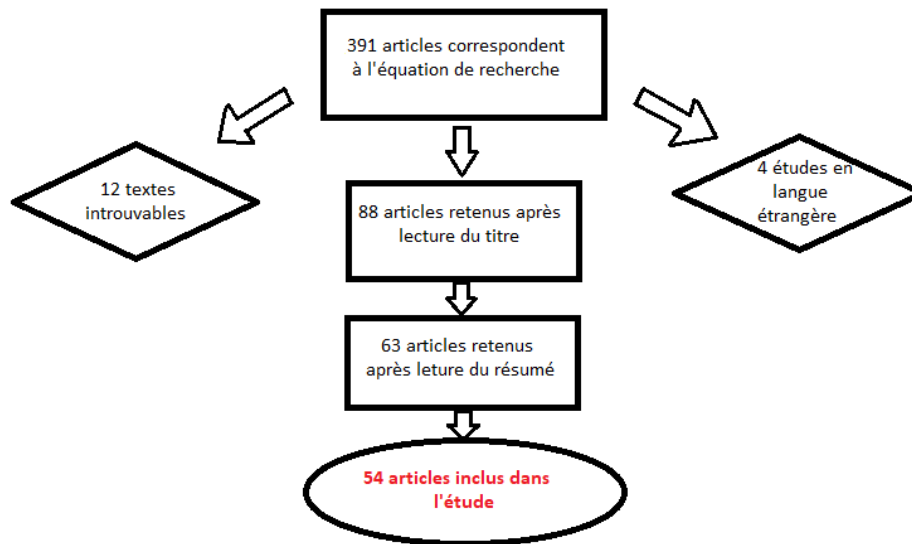 391 articles correspondent
à l'équation de recherche
12 textes
introuvables
4 études en
langue
étrangère
88 articles retenus après
lecture du titre
63 articles retenus
après leture du résumé
54 articles inclus dans
l'étude